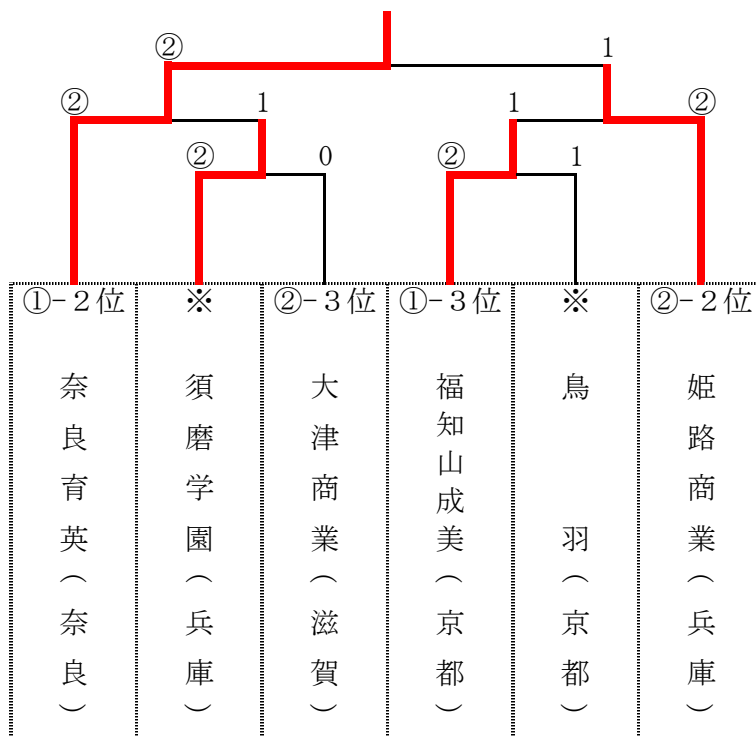 ② 1
② 1 1 ②
② 0 ② 1
①-2位 ※ ②-3位 ①-3位 ※ ②-2位
奈良育英(奈良)
須磨学園(兵庫)
大津商業(滋賀)
福知山成美(京都)
鳥羽(京都)
姫路商業(兵庫)